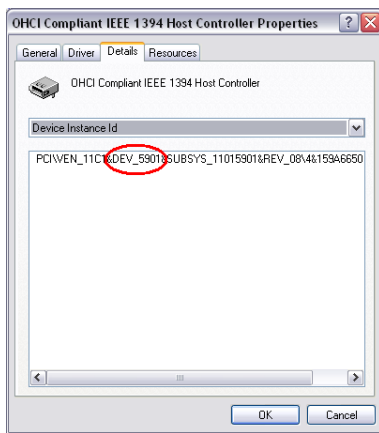 OHCI Compliant IEEE 1394 Host Controller Properties
General Driver Details Resources
OHCI Compliant IEEE 1394 Host Controller
Device Instance Id
PCI\VEN_11C1&DEV_5901&SUBSYS_11015901&REV_08\4&159A6650
OK Cancel